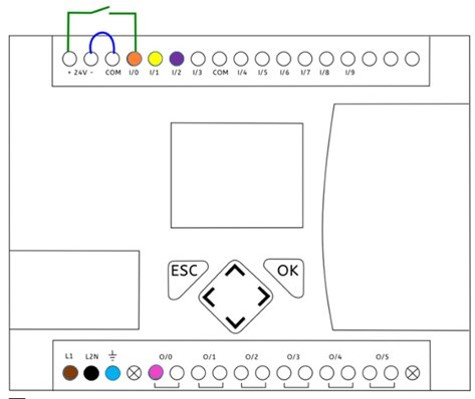 + 24V - COM I/0 I/1 I/2 I/3 COM I/4 I/5 I/6 I/7 I/8 I/9
ESC OK
L1 L2N O/0 O/1 O/2 O/3 O/4 O/5